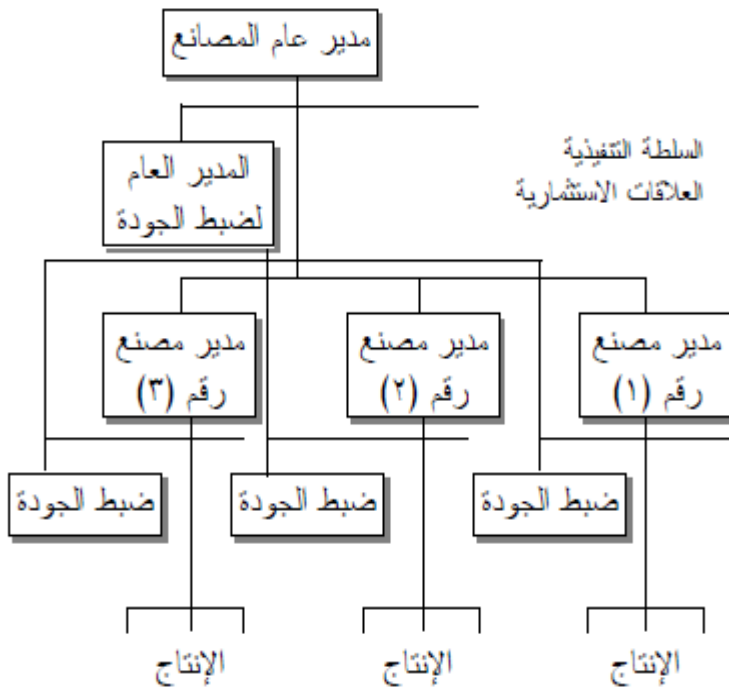 مدير عام المصانع
السلطة التنفيذية
العلاقات الاستثمارية
المدير العام
لضبط الجودة
مدير مصنع
رقم (١)
مدير مصنع
رقم (٢)
مدير مصنع
رقم (٣)
ضبط الجودة
ضبط الجودة
ضبط الجودة
الإنتاج
الإنتاج
الإنتاج